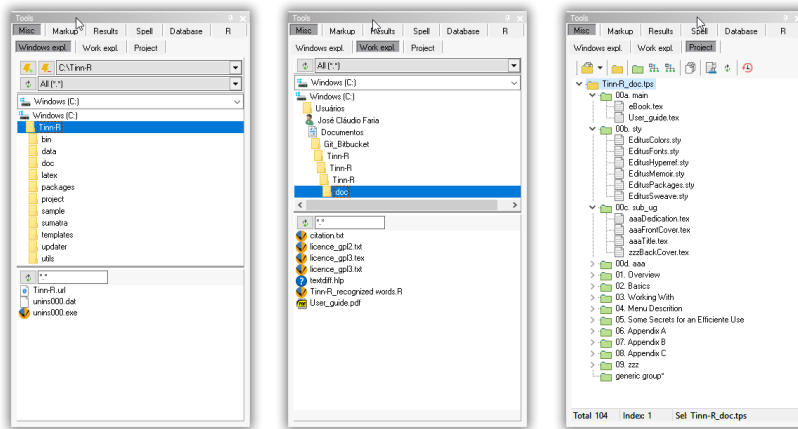 Tools
Misc Markup Results Spell Database R
Windows expl. Work expl. Project
C:\Tinn-R
All (*.*)
Windows (C:)
Windows (C:)
Tinn-R
bin
data
doc
latex
packages
project
sample
sumatra
templates
updater
utils
*.*
Tinn-R.url
unins000.dat
unins000.exe
Tools
Misc Markup Results Spell Database R
Windows expl. Work expl. Project
All (*.*)
Windows (C:)
Windows (C:)
Usuários
José Cláudio Faria
Documentos
Git_Bitbucket
Tinn-R
Tinn-R
Tinn-R
doc
*.*
citation.txt
licence_gpl2.txt
licence_gpl3.tex
licence_gpl3.txt
textdiff.hlp
Tinn-R_recognized words.R
User_guide.pdf
Tools
Misc Markup Results Spell Database R
Windows expl. Work expl. Project
Tinn-R_doc.tps
00a. main
eBook.tex
User_guide.tex
00b. sty
EditusColors.sty
EditusFonts.sty
EditusHyperref.sty
EditusMemoir.sty
EditusPackages.sty
EditusSweave.sty
00c. sub_ug
aaaDedication.tex
aaaFrontCover.tex
aaaTitle.tex
zzzBackCover.tex
00d. aaa
01. Overview
02. Basics
03. Working With
04. Menu Descrition
05. Some Secrets for an Efficiente Use
06. Appendix A
07. Appendix B
08. Appendix C
09. zzz
generic group*
Total 104 Index: 1 Sel: Tinn-R_doc.tps